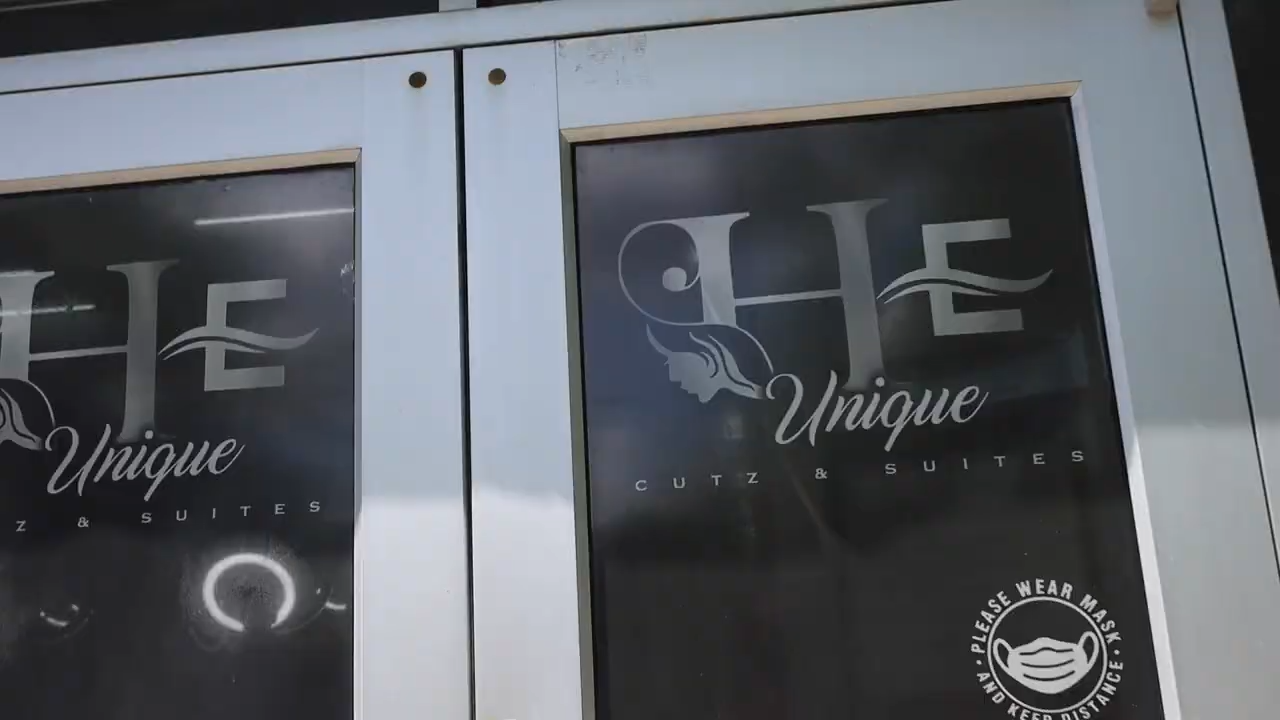 HE
Unique
Z & SUITES
HE
Unique
CUTZ & SUITES
PLEASE WEAR MASK
AND KEEP DISTANCE